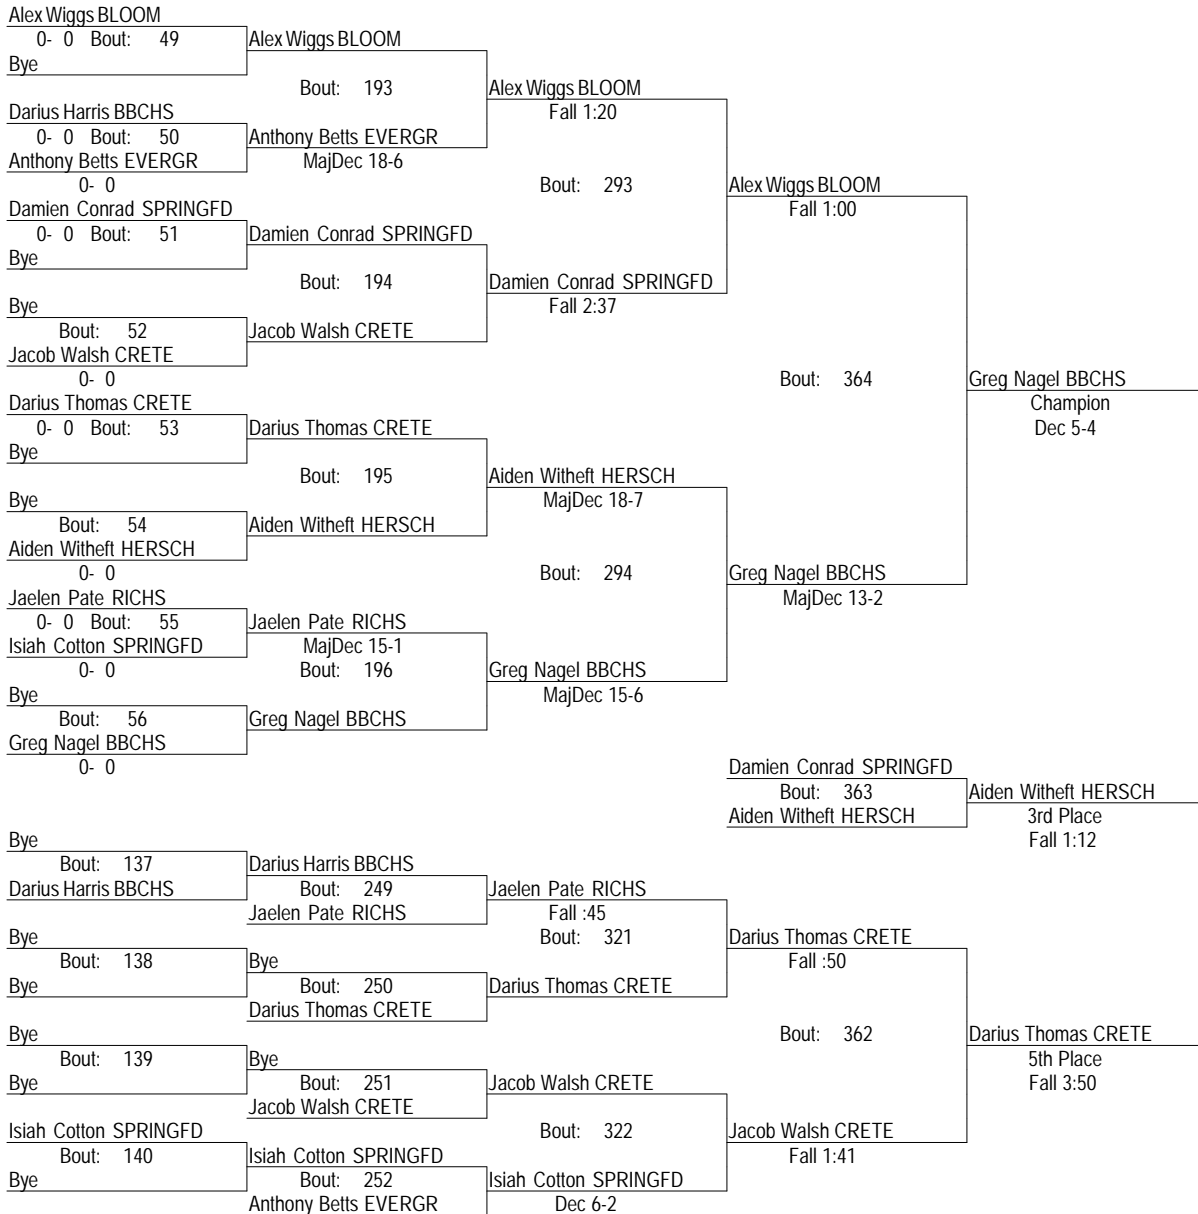 Alex Wiggs BLOOM
0- 0 Bout: 49
Alex Wiggs BLOOM
Bye
Bout: 193
Alex Wiggs BLOOM
Darius Harris BBCHS
Fall 1:20
0- 0 Bout: 50
Anthony Betts EVERGR
Anthony Betts EVERGR
MajDec 18-6
0- 0
Bout: 293
Alex Wiggs BLOOM
Damien Conrad SPRINGFD
Fall 1:00
0- 0 Bout: 51
Damien Conrad SPRINGFD
Bye
Bout: 194
Damien Conrad SPRINGFD
Bye
Fall 2:37
Bout: 52
Jacob Walsh CRETE
Jacob Walsh CRETE
0- 0
Bout: 364
Greg Nagel BBCHS
Darius Thomas CRETE
Champion
0- 0 Bout: 53
Darius Thomas CRETE
Dec 5-4
Bye
Bout: 195
Aiden Witheft HERSCH
Bye
MajDec 18-7
Bout: 54
Aiden Witheft HERSCH
Aiden Witheft HERSCH
0- 0
Bout: 294
Greg Nagel BBCHS
Jaelen Pate RICHS
MajDec 13-2
0- 0 Bout: 55
Jaelen Pate RICHS
Isiah Cotton SPRINGFD
MajDec 15-1
0- 0
Bout: 196
Greg Nagel BBCHS
Bye
MajDec 15-6
Bout: 56
Greg Nagel BBCHS
Greg Nagel BBCHS
0- 0
Damien Conrad SPRINGFD
Bout: 363
Aiden Witheft HERSCH
Aiden Witheft HERSCH
3rd Place
Fall 1:12
Bye
Bout: 137
Darius Harris BBCHS
Darius Harris BBCHS
Bout: 249
Jaelen Pate RICHS
Jaelen Pate RICHS
Fall :45
Bye
Bout: 321
Darius Thomas CRETE
Bout: 138
Bye
Fall :50
Bye
Bout: 250
Darius Thomas CRETE
Darius Thomas CRETE
Bye
Bout: 362
Darius Thomas CRETE
Bout: 139
Bye
5th Place
Bye
Bout: 251
Jacob Walsh CRETE
Fall 3:50
Jacob Walsh CRETE
Isiah Cotton SPRINGFD
Bout: 322
Jacob Walsh CRETE
Bout: 140
Isiah Cotton SPRINGFD
Fall 1:41
Bye
Bout: 252
Isiah Cotton SPRINGFD
Anthony Betts EVERGR
Dec 6-2